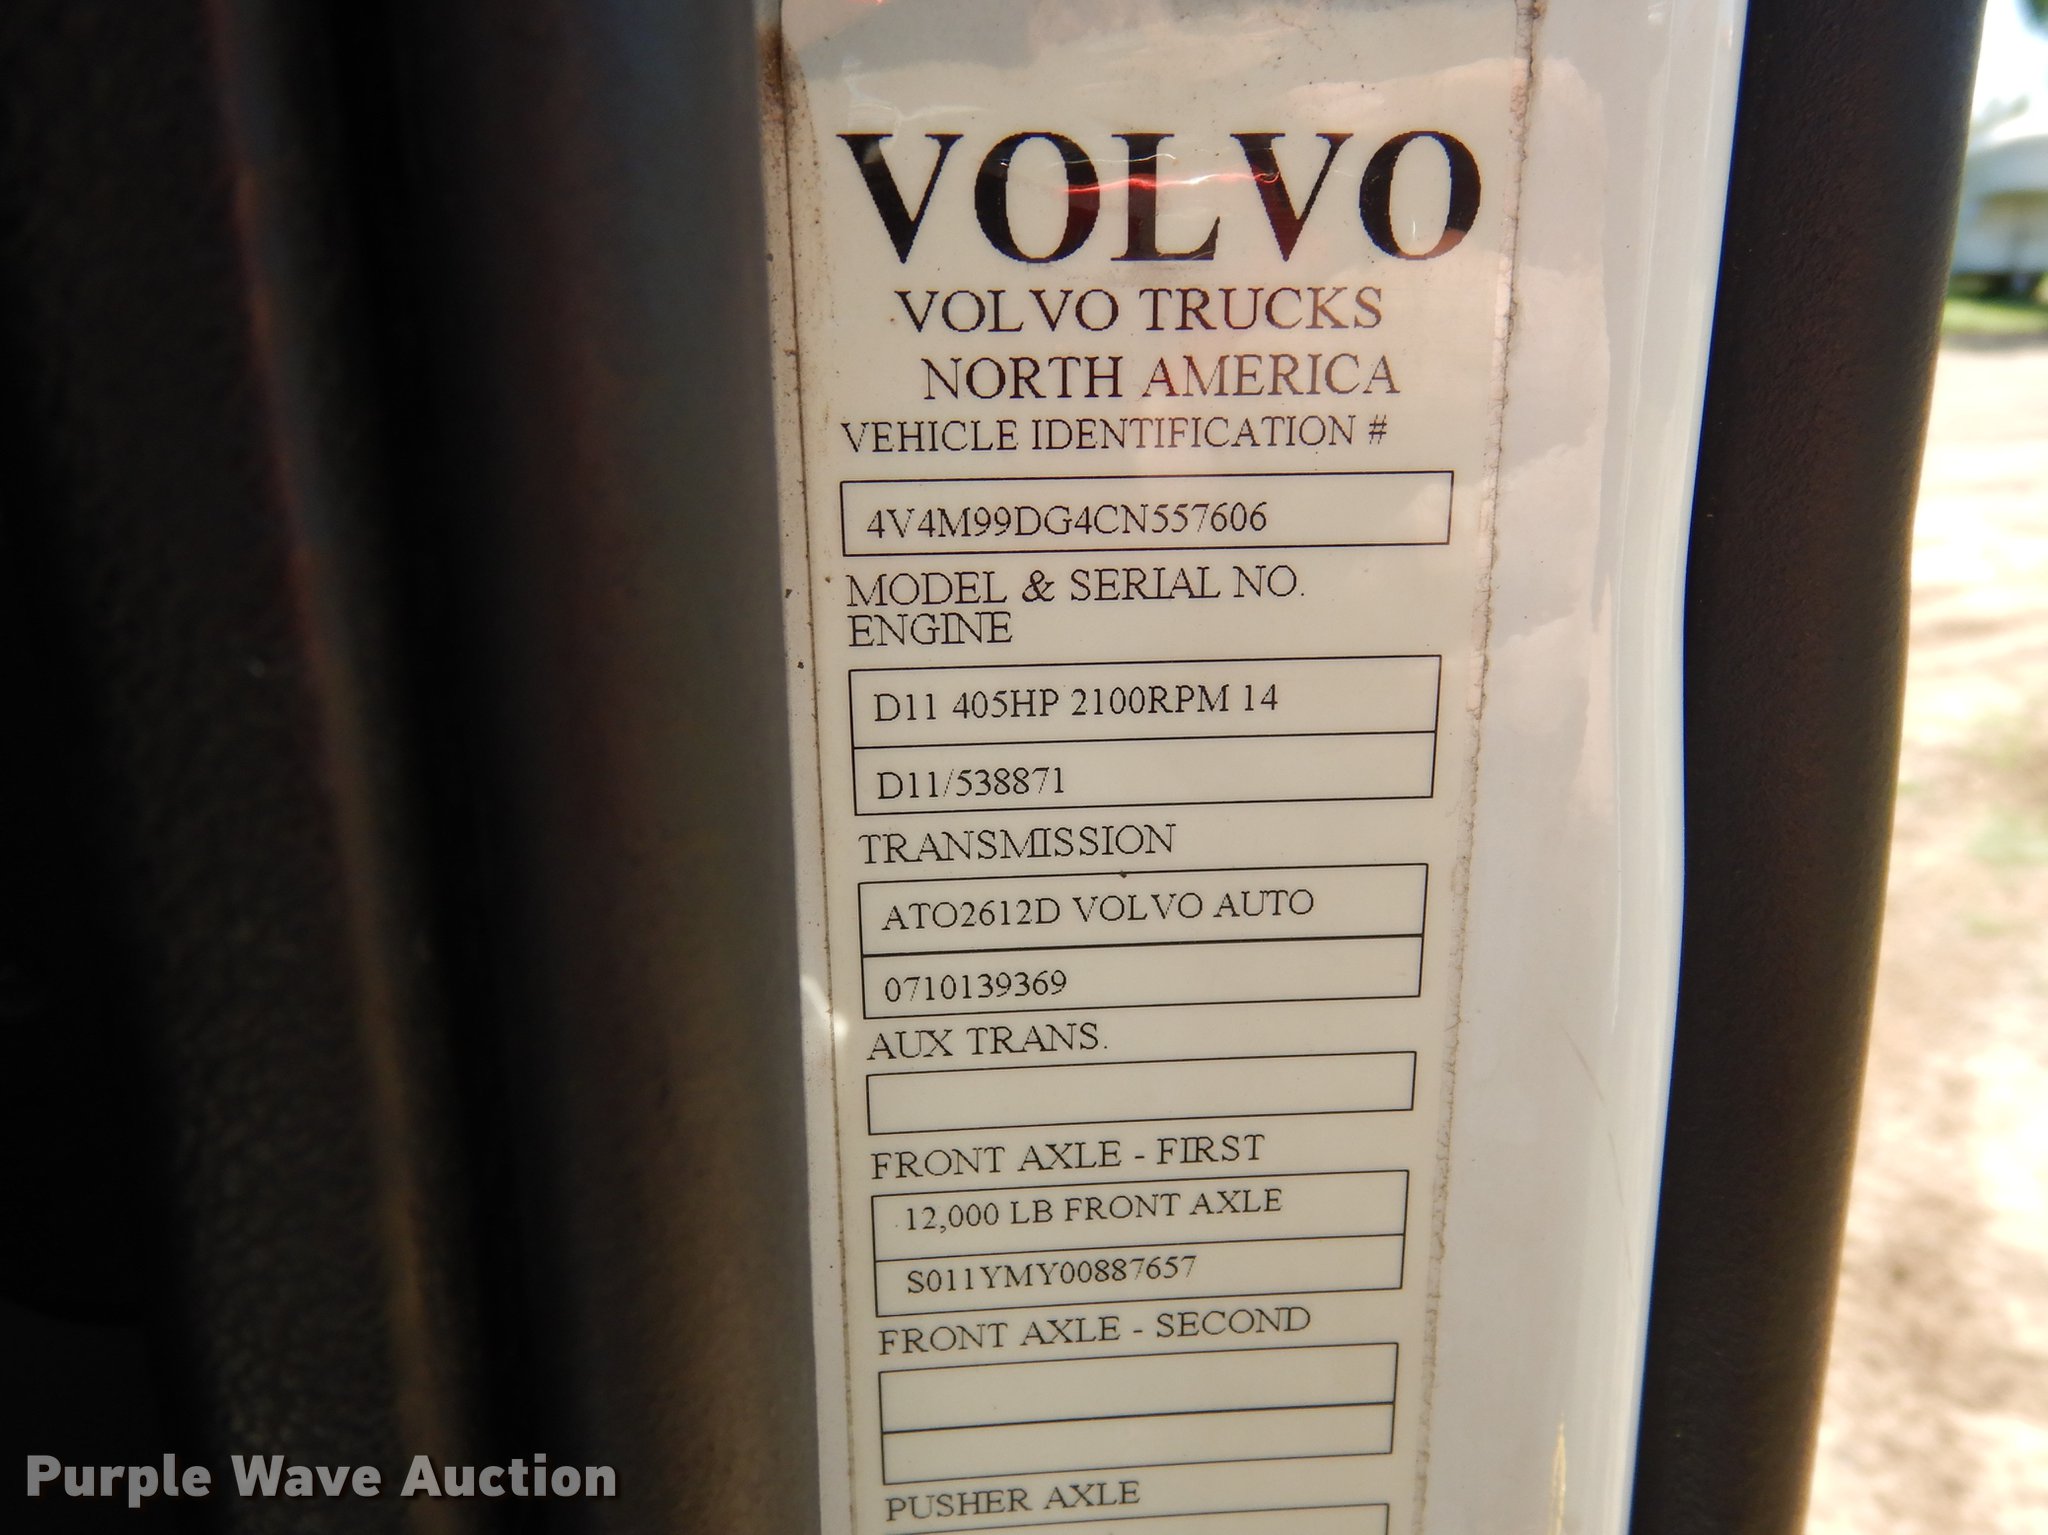 VOLVO
VOLVO TRUCKS
NORTH AMERICA
VEHICLE IDENTIFICATION #
4V4M99DG4CN557606
MODEL & SERIAL NO.
ENGINE
D11 405HP 2100RPM 14
D11/538871
TRANSMISSION
ATO2612D VOLVO AUTO
0710139369
AUX TRANS.
FRONT AXLE - FIRST
12,000 LB FRONT AXLE
S011YMY00887657
FRONT AXLE - SECOND
PUSHER AXLE
Purple Wave Auction